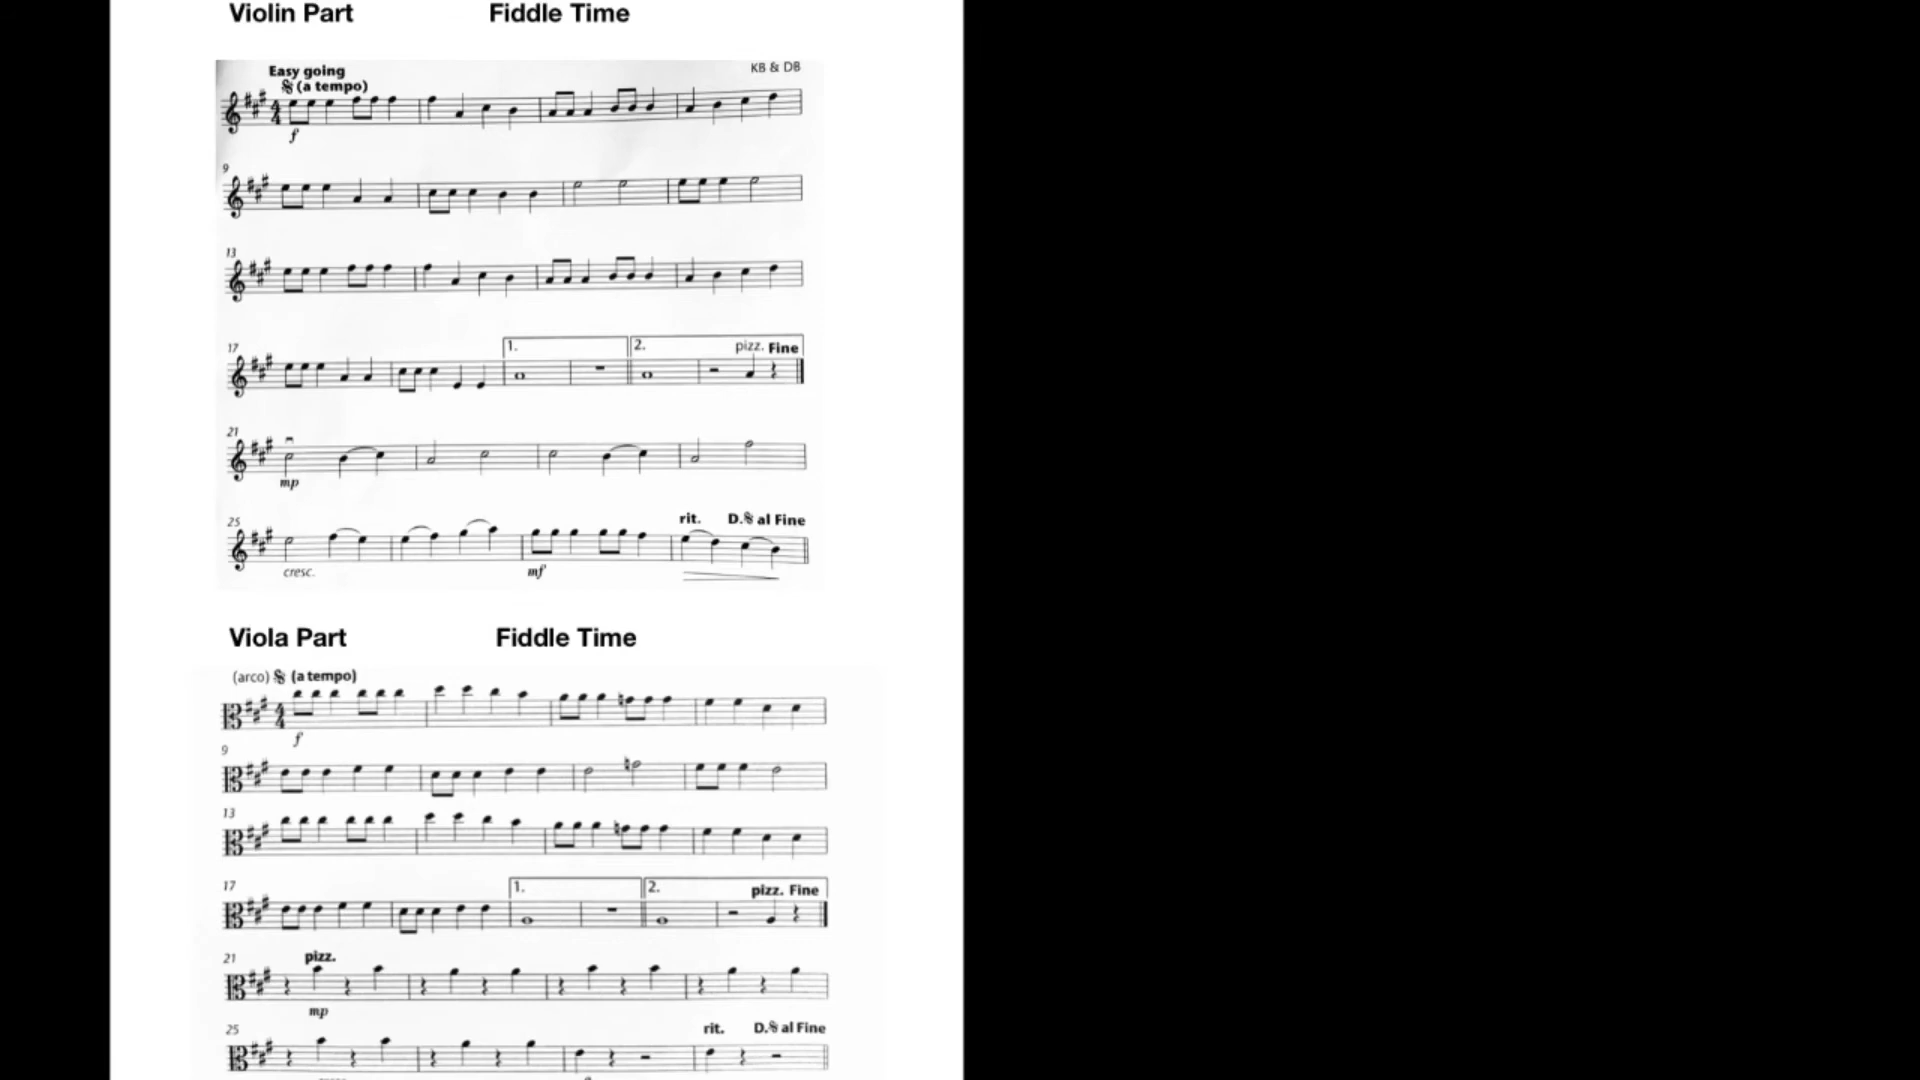 Violin Part Fiddle Time
Easy going KB & DB
(a tempo)
f
9
13
17 1. 2. pizz. Fine
21
mp
25 rit. D.𝄋 al Fine
cresc. mf
Viola Part Fiddle Time
(arco) 𝄋 (a tempo)
f
9
13
17 1. 2. pizz. Fine
21 pizz.
mp
25 rit. D.𝄋 al Fine